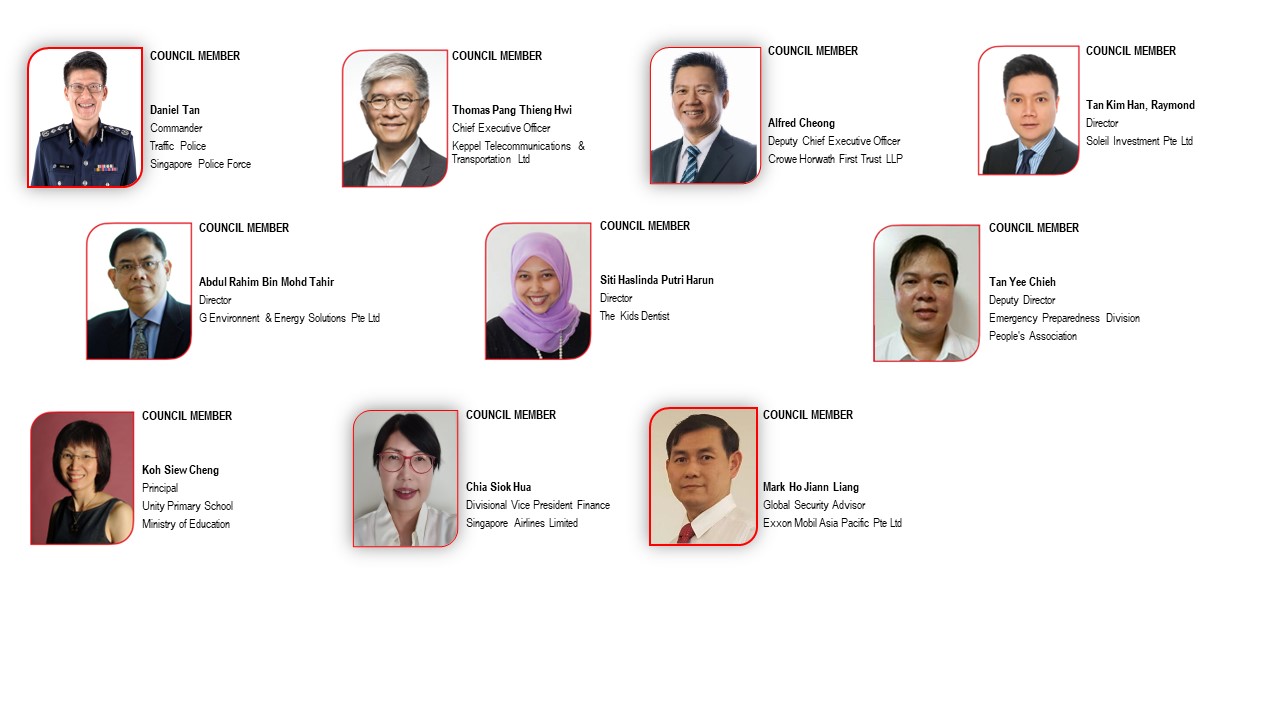 COUNCIL MEMBER
Daniel Tan
Commander
Traffic Police
Singapore Police Force
COUNCIL MEMBER
Thomas Pang Thieng Hwi
Chief Executive Officer
Keppel Telecommunications &
Transportation Ltd
COUNCIL MEMBER
Alfred Cheong
Deputy Chief Executive Officer
Crowe Horwath First Trust LLP
COUNCIL MEMBER
Tan Kim Han, Raymond
Director
Soleil Investment Pte Ltd
COUNCIL MEMBER
Abdul Rahim Bin Mohd Tahir
Director
G Environnent & Energy Solutions Pte Ltd
COUNCIL MEMBER
Siti Haslinda Putri Harun
Director
The Kids Dentist
COUNCIL MEMBER
Tan Yee Chieh
Deputy Director
Emergency Preparedness Division
People's Association
COUNCIL MEMBER
Koh Siew Cheng
Principal
Unity Primary School
Ministry of Education
COUNCIL MEMBER
Chia Siok Hua
Divisional Vice President Finance
Singapore Airlines Limited
COUNCIL MEMBER
Mark Ho Jiann Liang
Global Security Advisor
Exxon Mobil Asia Pacific Pte Ltd